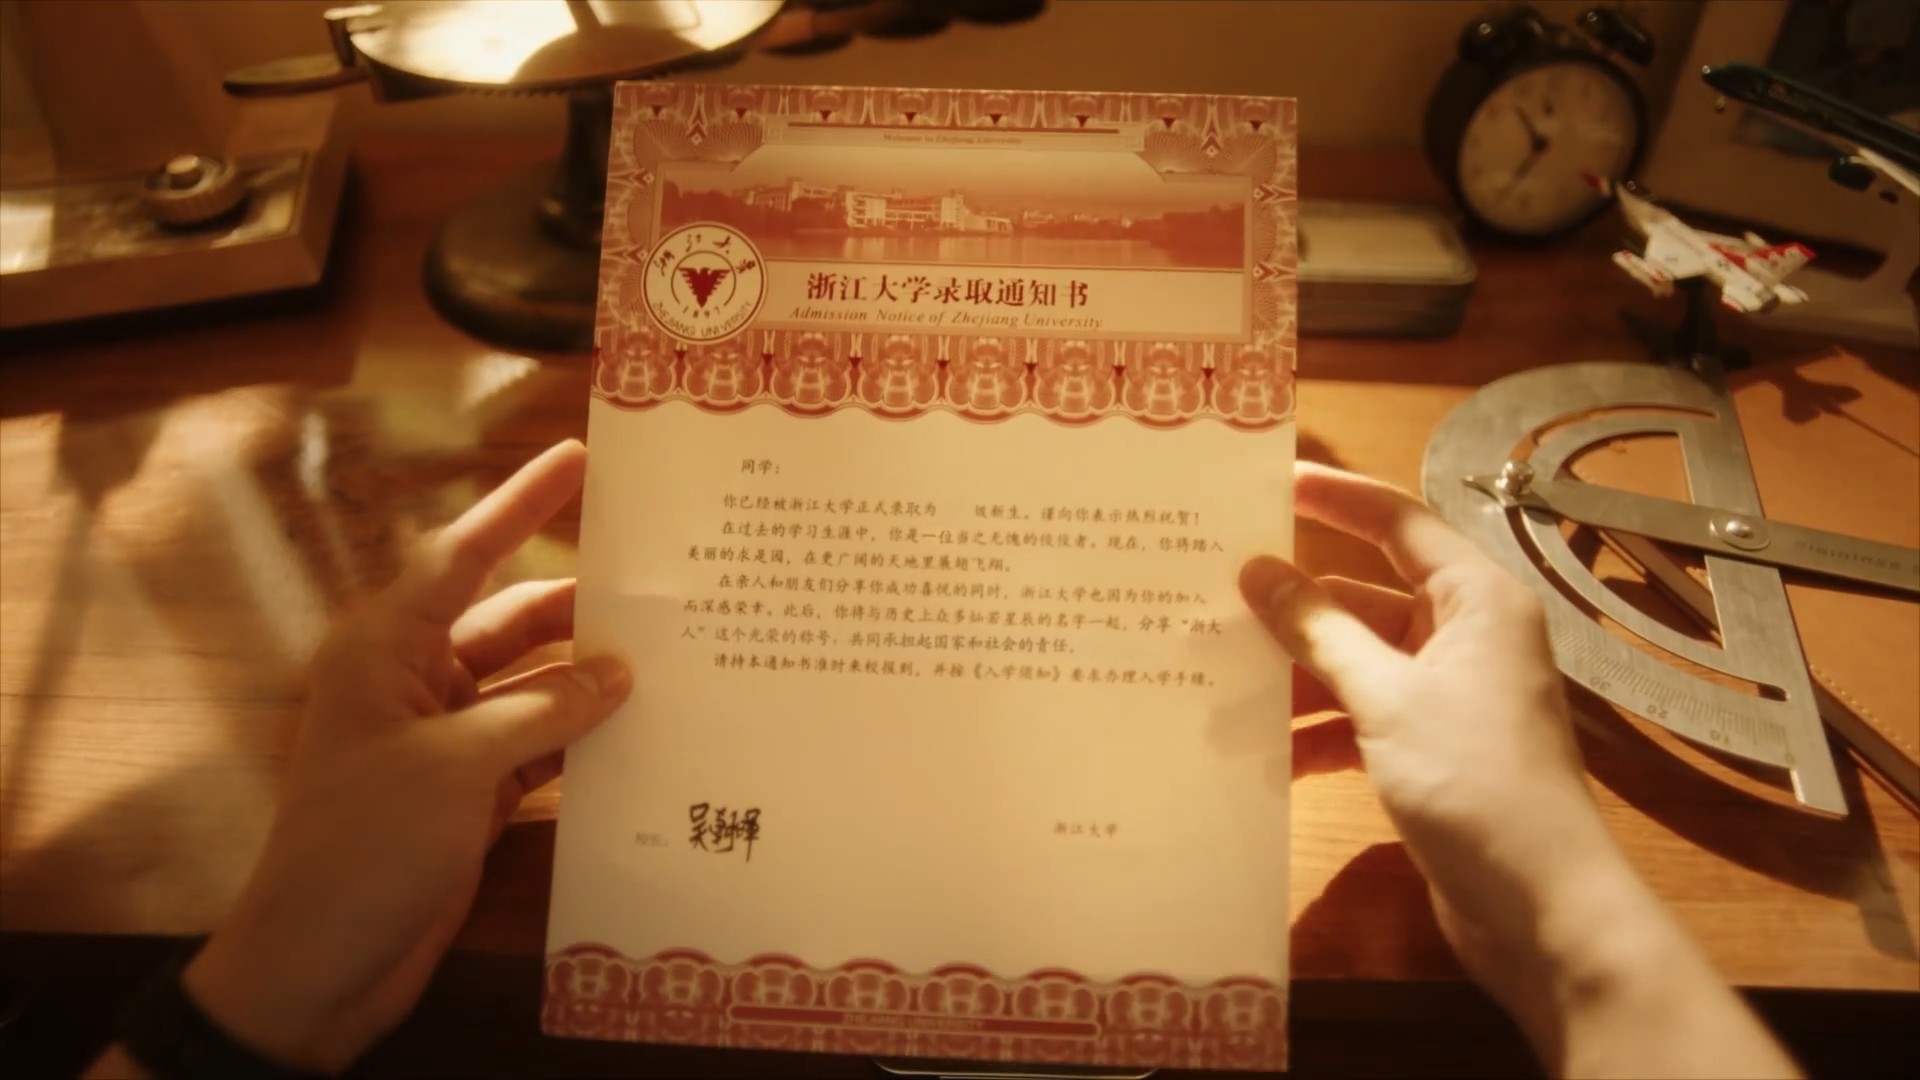 Welcome to Zhejiang University
浙江大学
1897
ZHEJIANG UNIVERSITY
浙江大学录取通知书
Admission Notice of Zhejiang University
同学：
你已经被浙江大学正式录取为 级新生。谨向你表示热烈祝贺！
在过去的学习生涯中，你是一位当之无愧的佼佼者。现在，你将踏入
美丽的求是园，在更广阔的天地里展翅飞翔。
在亲人和朋友们分享你成功喜悦的同时，浙江大学也因为你的加入
而深感荣幸。此后，你将与历史上众多灿若星辰的名字一起，分享“浙大
人”这个光荣的称号，共同承担起国家和社会的责任。
请持本通知书准时来校报到，并按《入学须知》要求办理入学手续。
校长：
浙江大学
ZHEJIANG UNIVERSITY
30
20
10
0